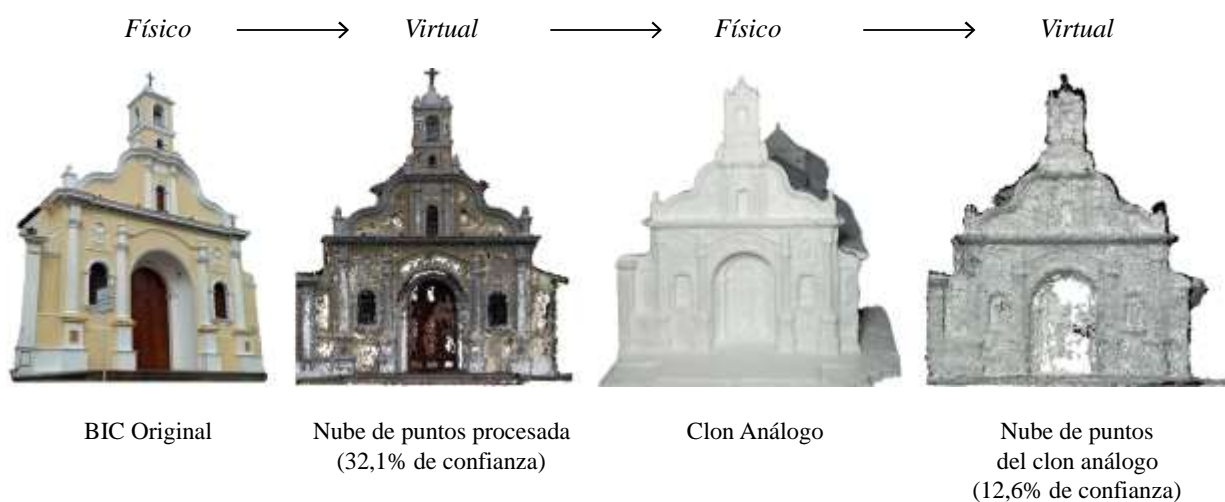 Físico
Virtual
Físico
Virtual
BIC Original
Nube de puntos procesada
(32,1% de confianza)
Clon Análogo
Nube de puntos
del clon análogo
(12,6% de confianza)